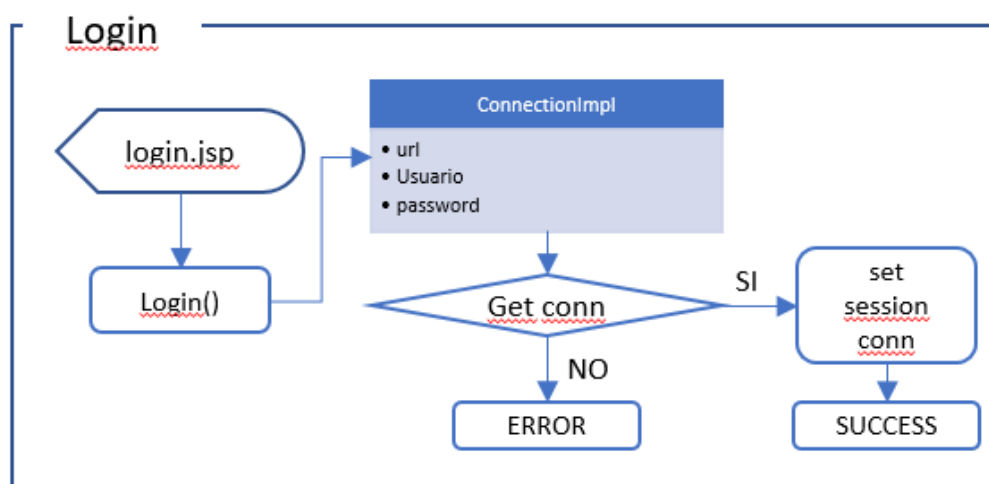 Login
login.jsp
Login()
ConnectionImpl
• url
• Usuario
• password
Get conn
SI
set
session
conn
NO
ERROR
SUCCESS